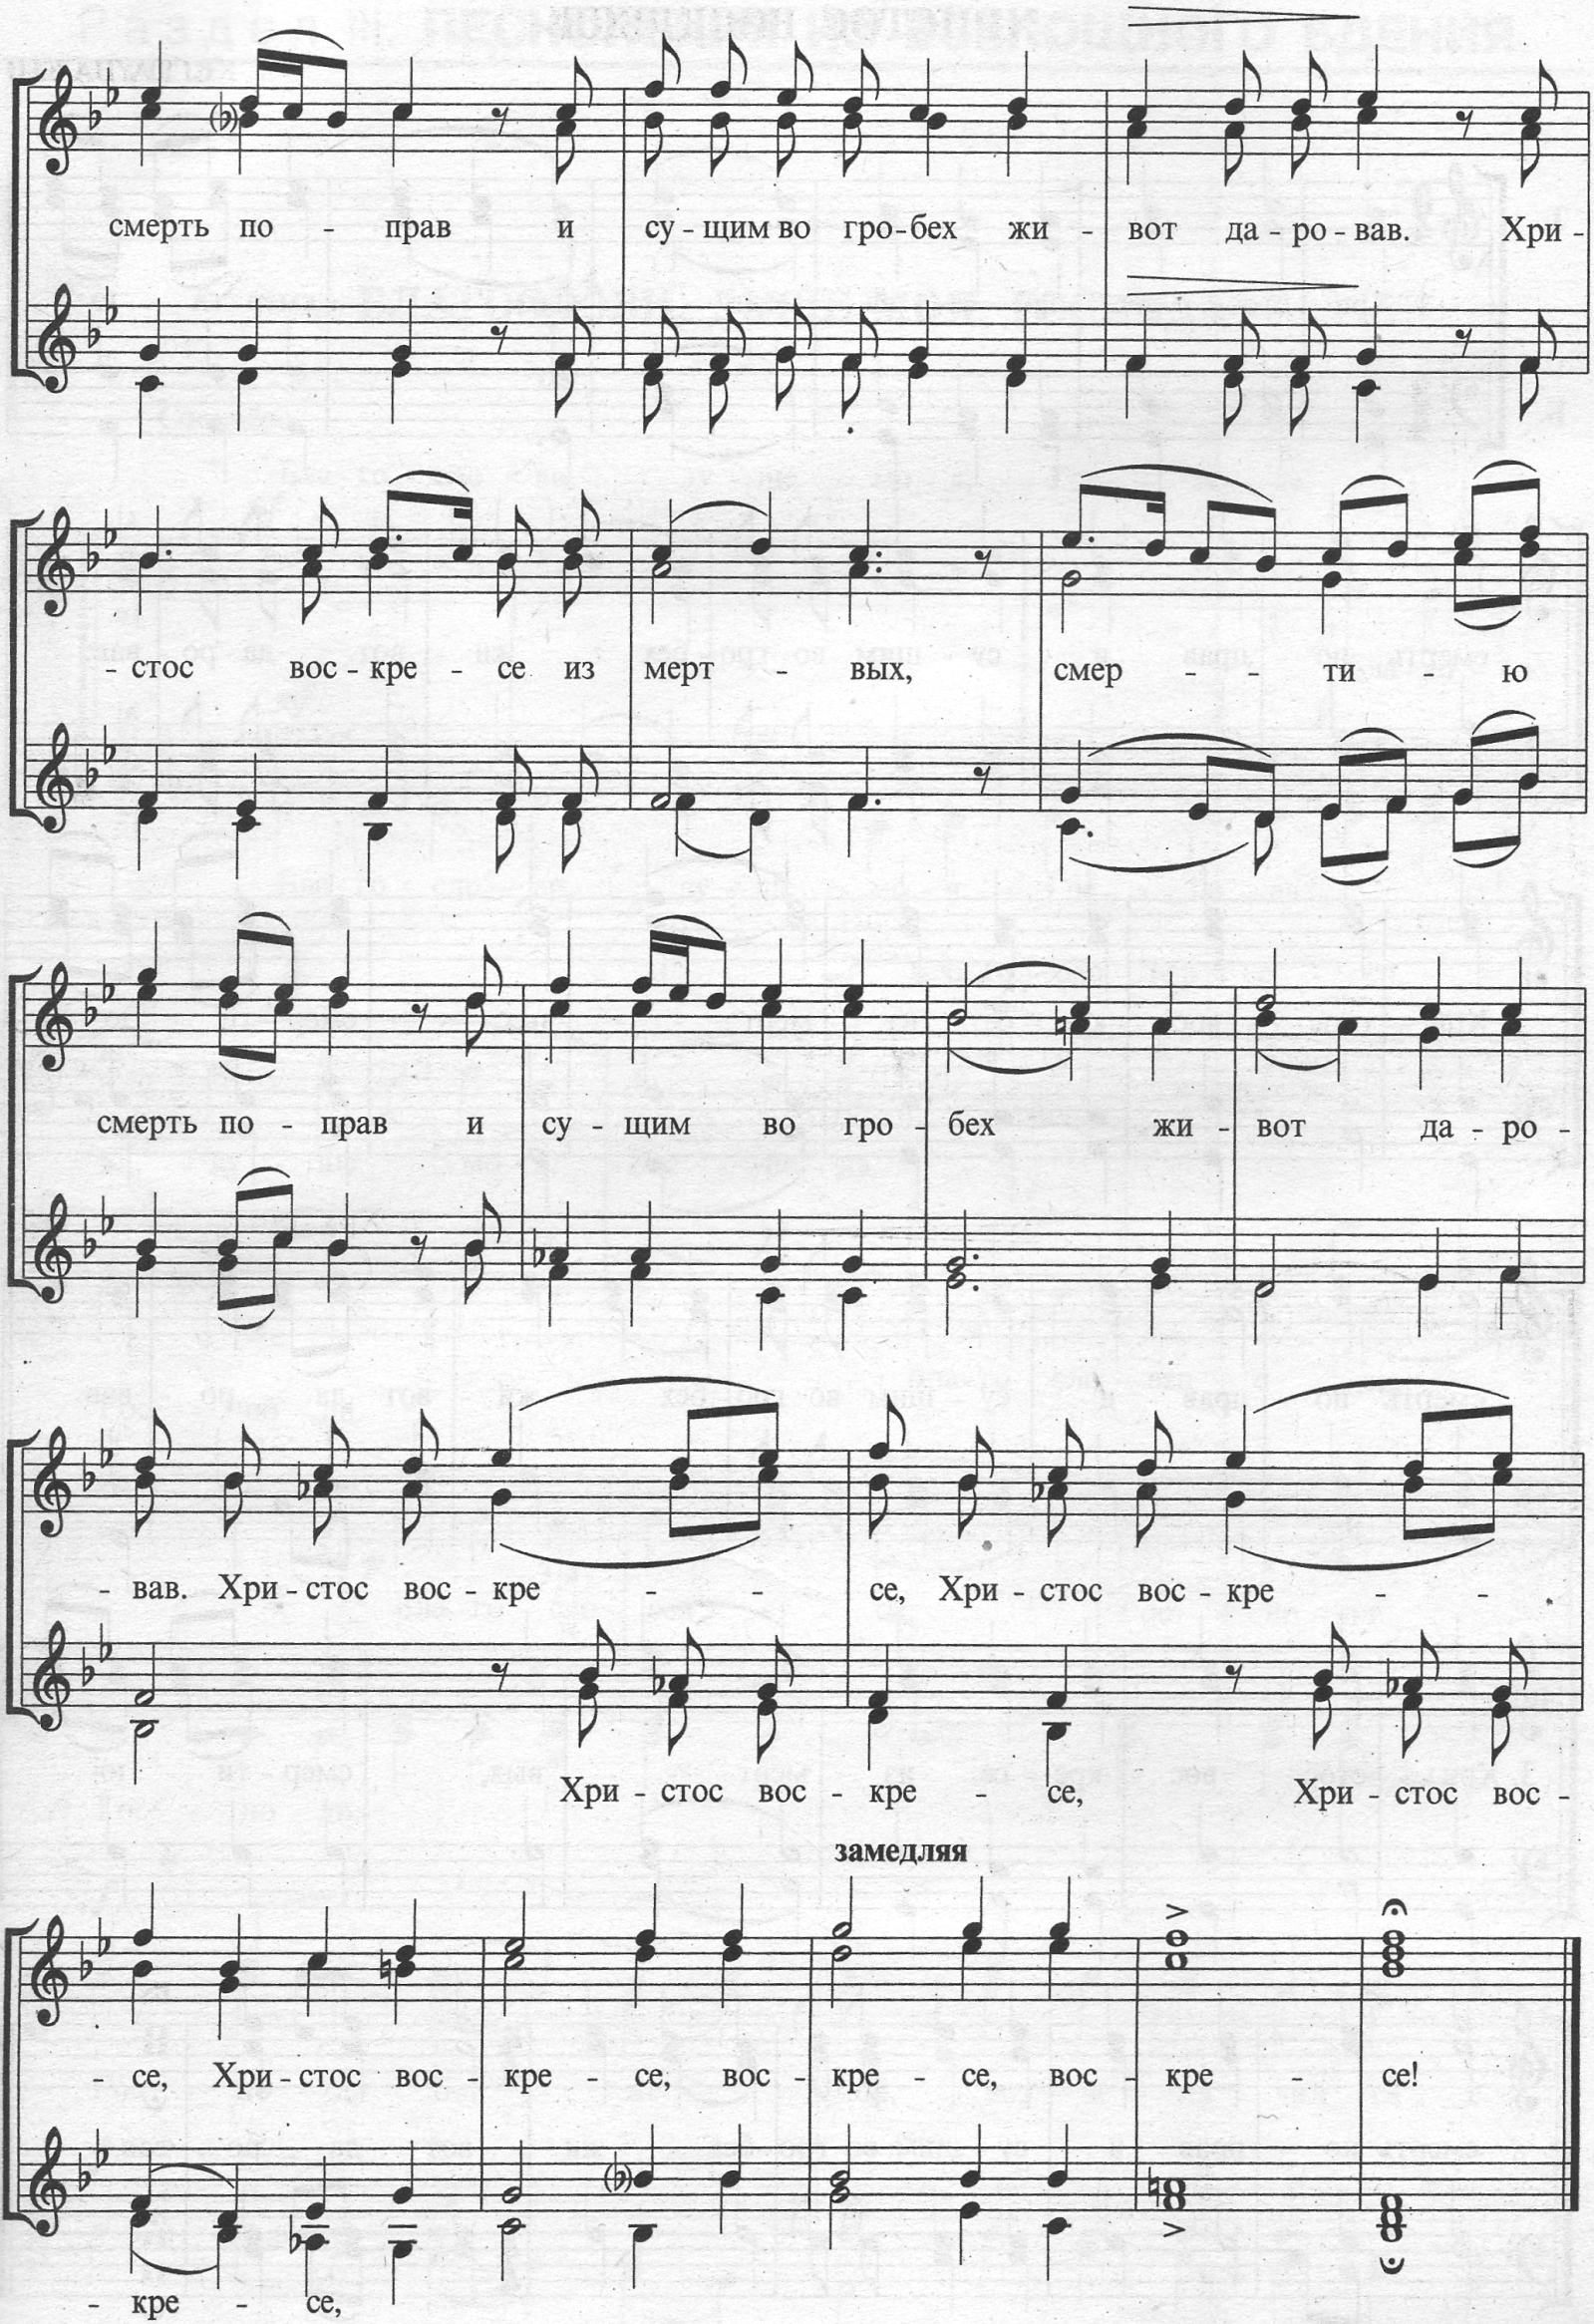 смерть по - прав и су - щим во гро - бех жи - вот да - ро - вав. Хри -
- стос вос - кре - се из мерт - вых, смер - - ти - ю
смерть по - прав и су - щим во гро - бех жи - вот да - ро -
- вав. Хри - стос вос - кре - - се, Хри - стос вос - кре - -
Хри - стос вос - кре - се, Хри - стос вос -
замедляя
- се, Хри - стос вос - кре - се, вос - кре - се, вос - кре - се!
- кре - се,